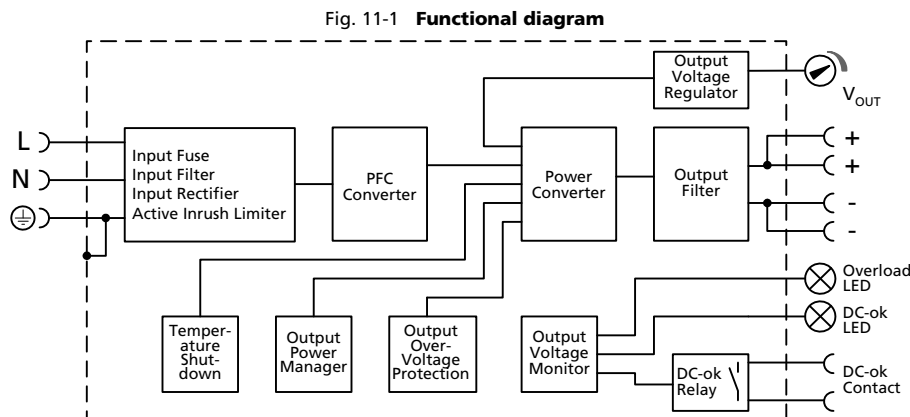 Fig. 11-1 Functional diagram
Output
Voltage
Regulator
V_OUT
L
N
Input Fuse
Input Filter
Input Rectifier
Active Inrush Limiter
PFC
Converter
Power
Converter
Output
Filter
+
+
-
-
Temper-
ature
Shut-
down
Output
Power
Manager
Output
Over-
Voltage
Protection
Output
Voltage
Monitor
DC-ok
Relay
Overload
LED
DC-ok
LED
DC-ok
Contact